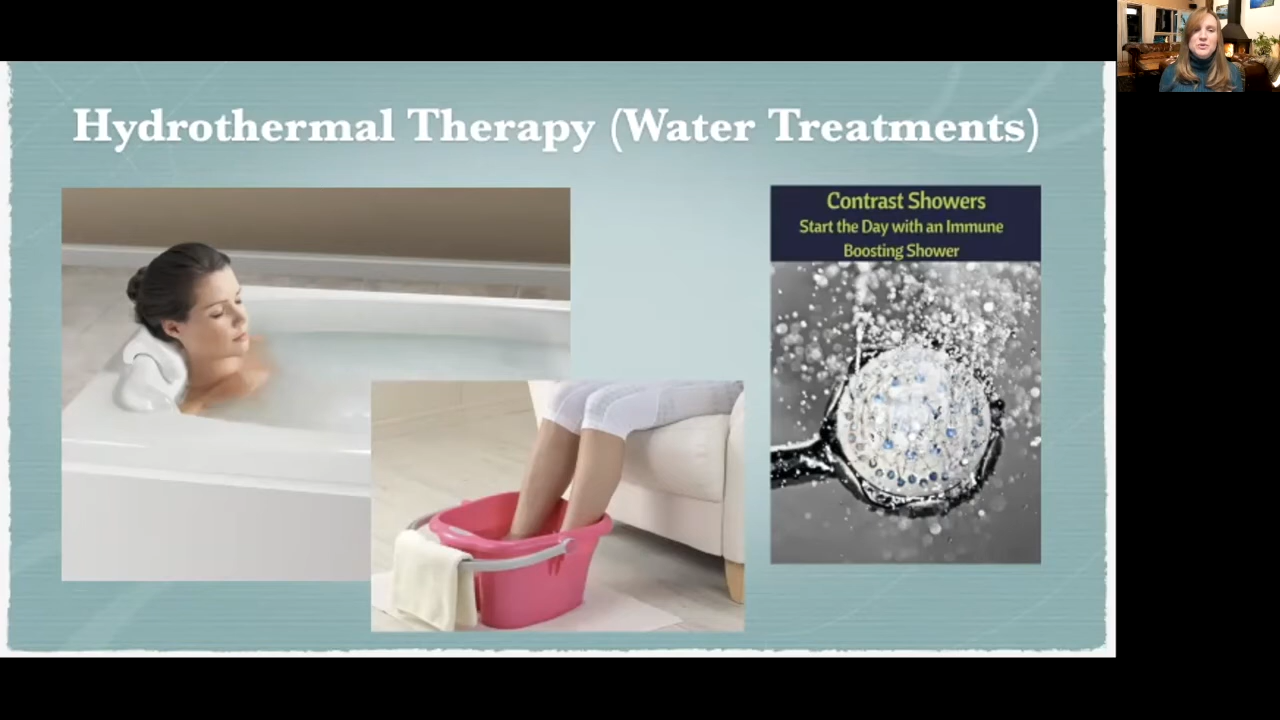 Hydrothermal Therapy (Water Treatments)
Contrast Showers
Start the Day with an Immune
Boosting Shower